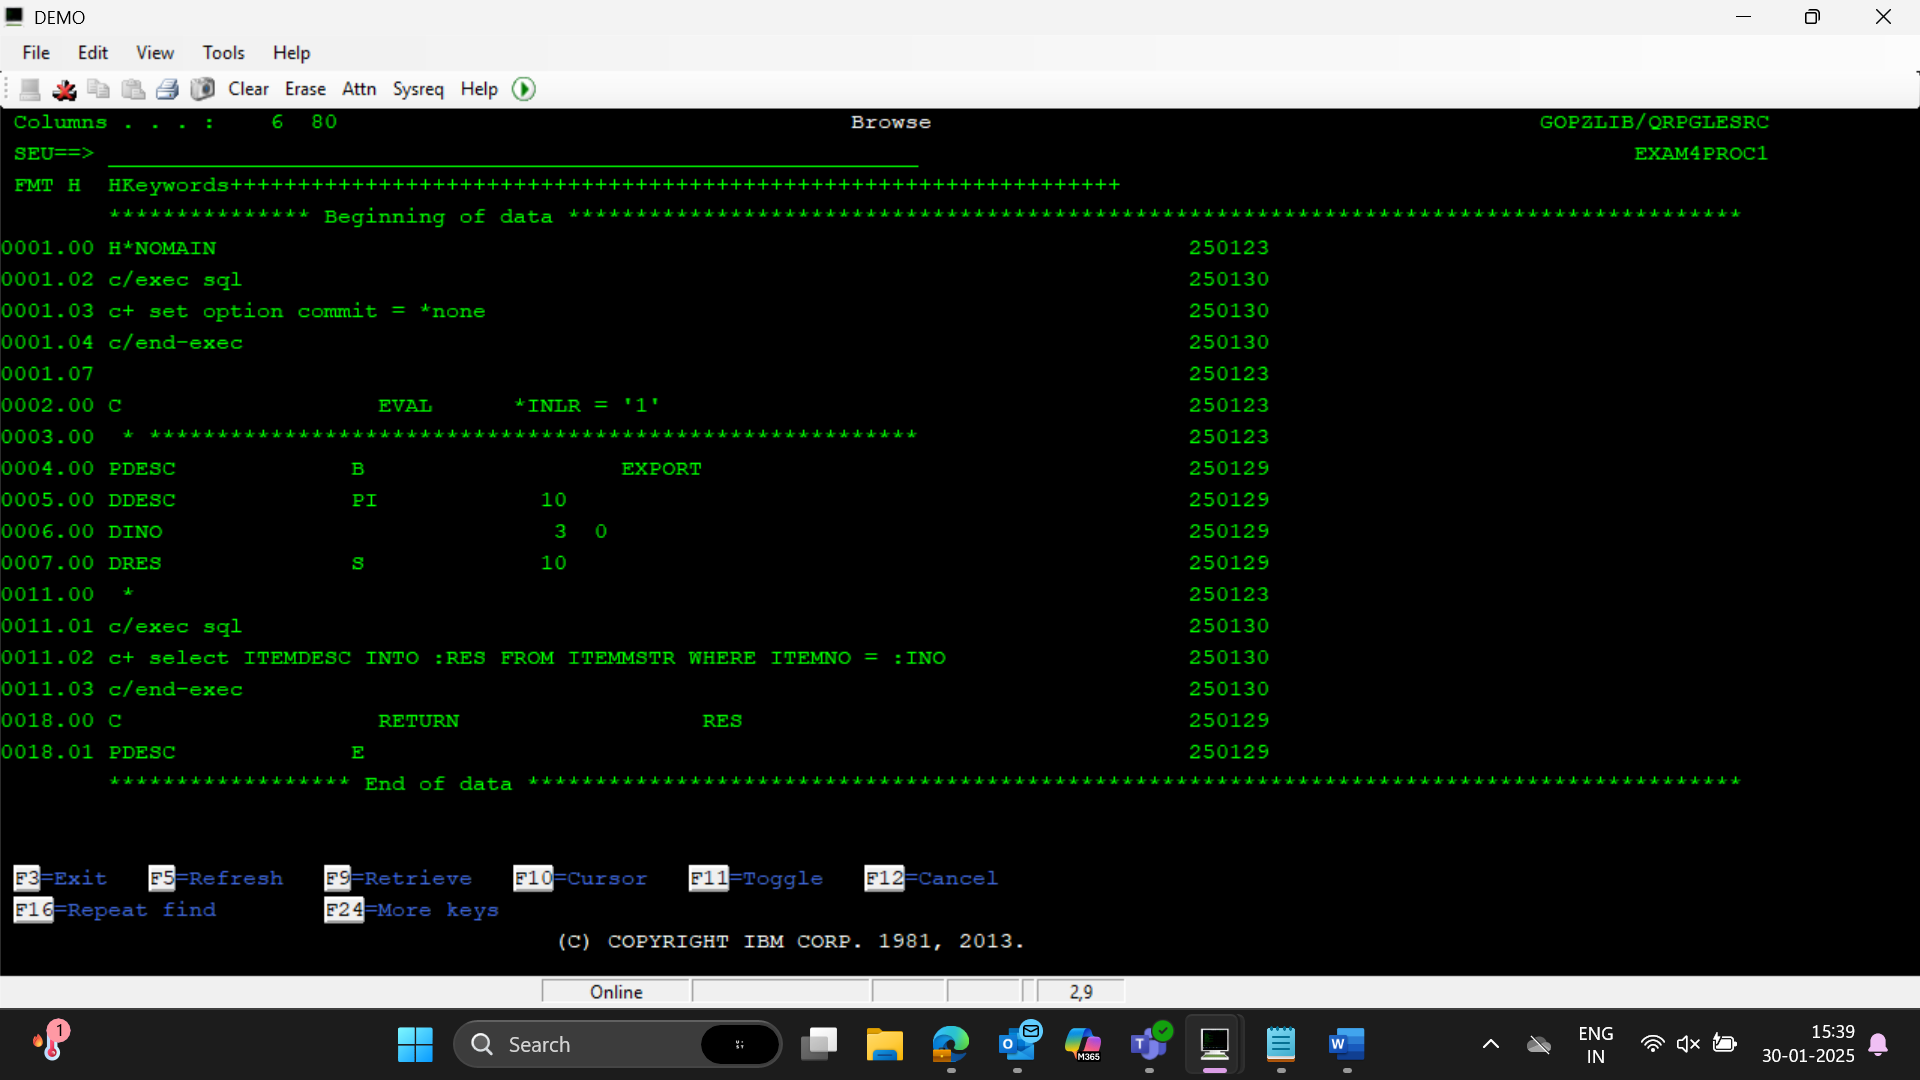 DEMO
File Edit View Tools Help
Clear Erase Attn Sysreq Help
Columns . . . :    6  80                                      Browse                                             GOPZLIB/QRPGLESRC
SEU==> ____________________________________________________________ EXAM4PROC1
FMT H  HKeywords++++++++++++++++++++++++++++++++++++++++++++++++++++++++++++++++++
*************** Beginning of data ***************************************************************************************
0001.00 H*NOMAIN 250123
0001.02 c/exec sql 250130
0001.03 c+ set option commit = *none 250130
0001.04 c/end-exec 250130
0001.07 250123
0002.00 C                   EVAL      *INLR = '1' 250123
0003.00  * ********************************************************* 250123
0004.00 PDESC             B                   EXPORT 250129
0005.00 DDESC             PI            10 250129
0006.00 DINO                             3  0 250129
0007.00 DRES              S             10 250129
0011.00  * 250123
0011.01 c/exec sql 250130
0011.02 c+ select ITEMDESC INTO :RES FROM ITEMMSTR WHERE ITEMNO = :INO 250130
0011.03 c/end-exec 250130
0018.00 C                   RETURN                  RES 250129
0018.01 PDESC             E 250129
****************** End of data ******************************************************************************************
F3=Exit   F5=Refresh   F9=Retrieve   F10=Cursor   F11=Toggle   F12=Cancel
F16=Repeat find        F24=More keys
(C) COPYRIGHT IBM CORP. 1981, 2013.
Online 2,9
1 Search M365 ENG 15:39
IN 30-01-2025